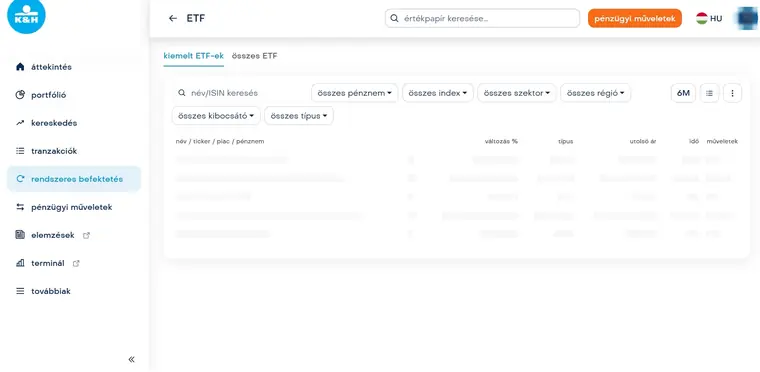 K&H
ETF
értékpapír keresése...
pénzügyi műveletek
HU
áttekintés
portfólió
kereskedés
tranzakciók
rendszeres befektetés
pénzügyi műveletek
elemzések
terminál
továbbiak
kiemelt ETF-ek összes ETF
név/ISIN keresés összes pénznem összes index összes szektor összes régió 6M
összes kibocsátó összes típus
név / ticker / piac / pénznem változás % típus utolsó ár idő műveletek